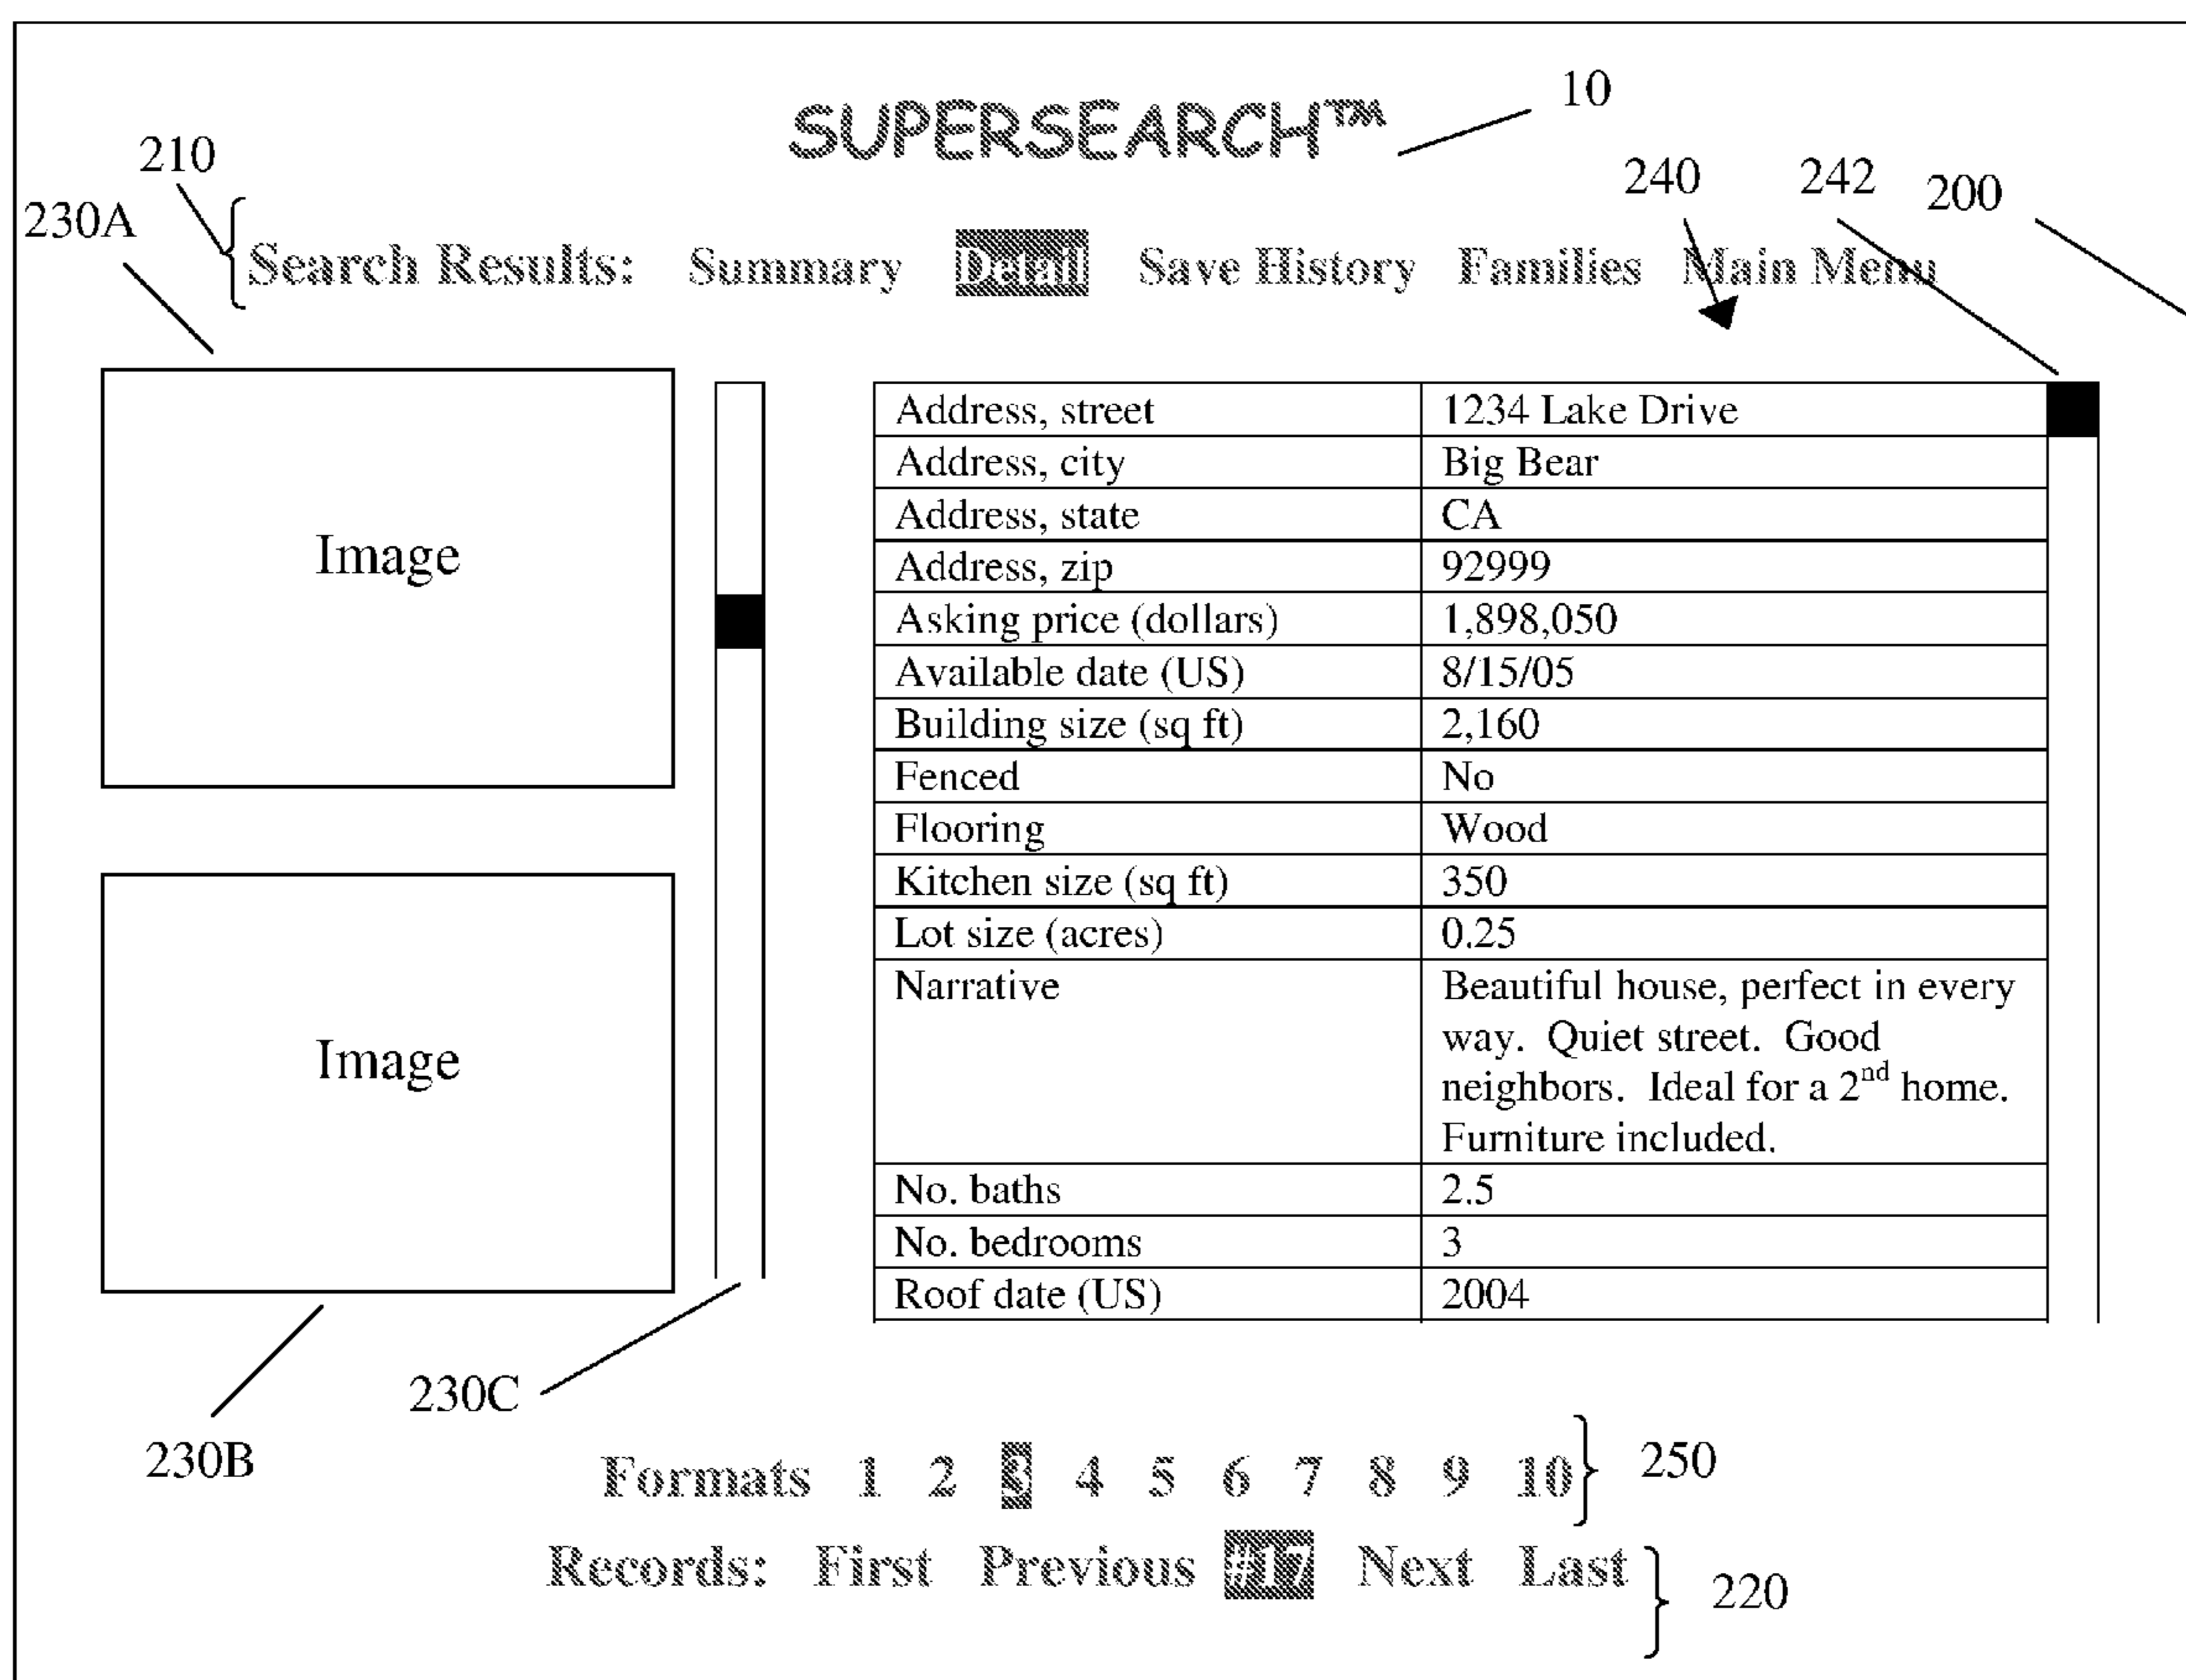 SUPERSEARCH™
10
210
240
242
200
230A
Search Results: Summary Detail Save History Families Main Menu
Image
Image
Address, street 1234 Lake Drive
Address, city Big Bear
Address, state CA
Address, zip 92999
Asking price (dollars) 1,898,050
Available date (US) 8/15/05
Building size (sq ft) 2,160
Fenced No
Flooring Wood
Kitchen size (sq ft) 350
Lot size (acres) 0.25
Narrative Beautiful house, perfect in every
way. Quiet street. Good
neighbors. Ideal for a 2nd home.
Furniture included.
No. baths 2.5
No. bedrooms 3
Roof date (US) 2004
230C
230B
Formats 1 2 3 4 5 6 7 8 9 10
250
Records: First Previous #17 Next Last
220